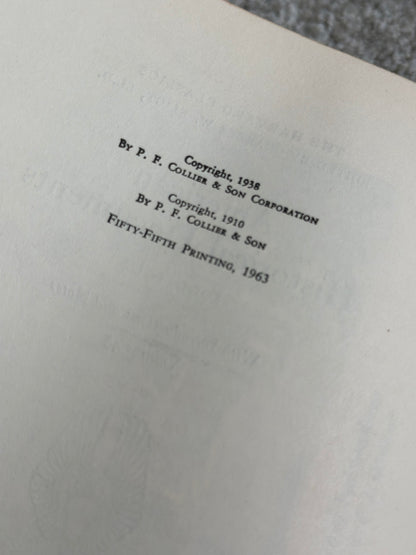 Copyright, 1938
By P. F. Collier & Son Corporation
Copyright, 1910
By P. F. Collier & Son
Fifty-Fifth Printing, 1963